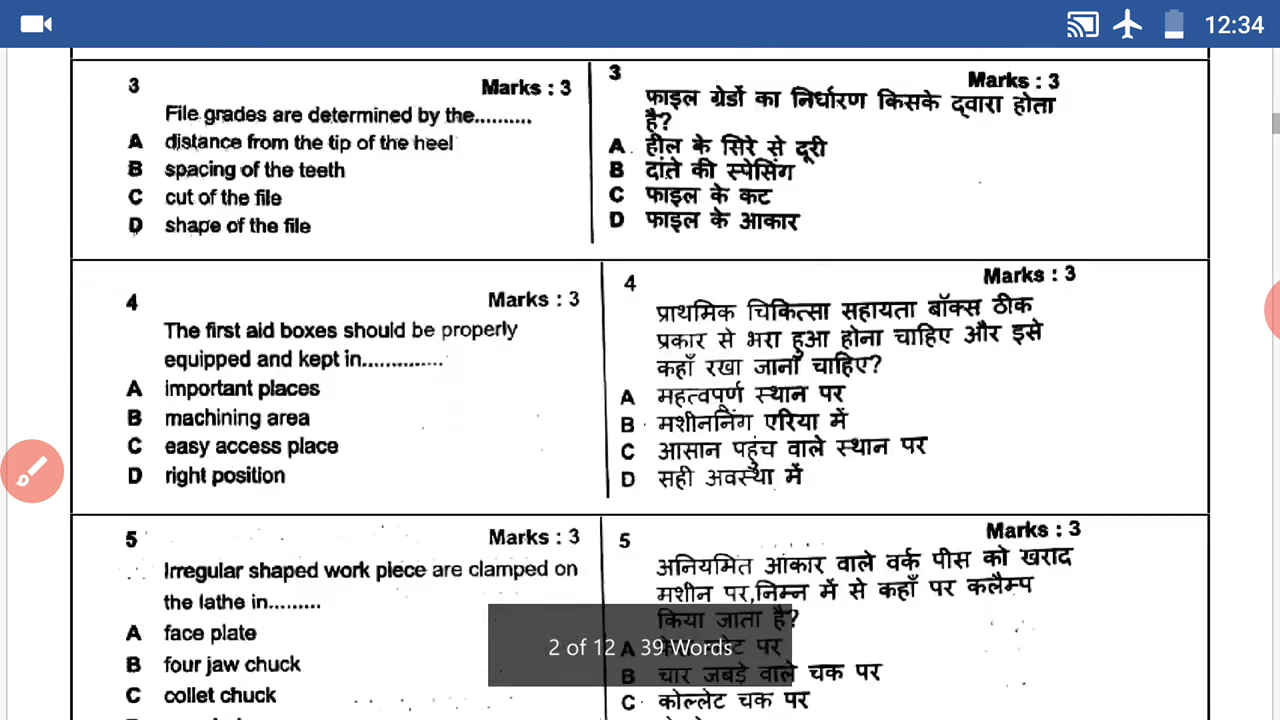 12:34
3 Marks : 3
File grades are determined by the..........
A distance from the tip of the heel
B spacing of the teeth
C cut of the file
D shape of the file
3 Marks : 3
फाइल ग्रेडों का निर्धारण किसके द्वारा होता
है?
A. हील के सिरे से दूरी
B दांते की स्पेसिंग
C फाइल के कट
D फाइल के आकार
4 Marks : 3
The first aid boxes should be properly
equipped and kept in..............
A important places
B machining area
C easy access place
D right position
4 Marks : 3
प्राथमिक चिकित्सा सहायता बॉक्स ठीक
प्रकार से भरा हुआ होना चाहिए और इसे
कहाँ रखा जाना चाहिए?
A महत्वपूर्ण स्थान पर
B मशीननिंग एरिया में
C आसान पहुंच वाले स्थान पर
D सही अवस्था में
5 Marks : 3
Irregular shaped work piece are clamped on
the lathe in.........
A face plate
B four jaw chuck
C collet chuck
5 Marks : 3
अनियमित आकार वाले वर्क पीस को खराद
मशीन पर,निम्न में से कहाँ पर कलैम्प
किया जाता है?
A पर
B चार जबड़े वाले चक पर
C कोल्लेट चक पर
2 of 12 39 Words